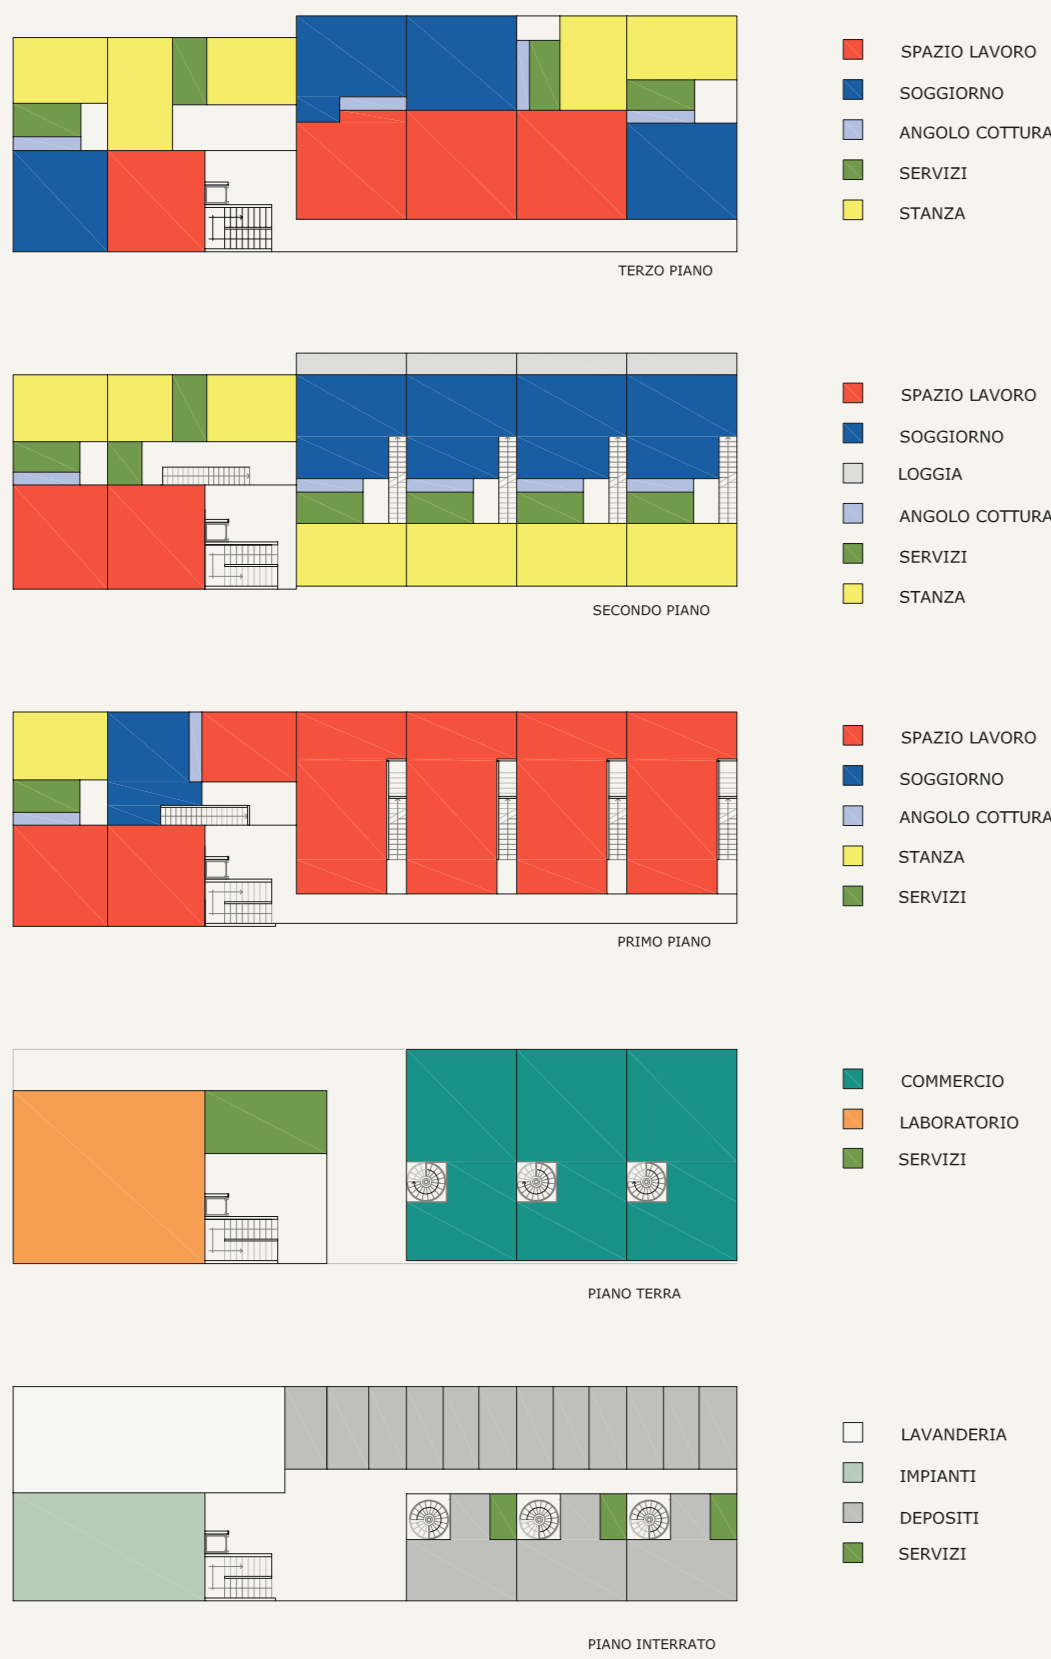 SPAZIO LAVORO
SOGGIORNO
ANGOLO COTTURA
SERVIZI
STANZA
TERZO PIANO
SPAZIO LAVORO
SOGGIORNO
LOGGIA
ANGOLO COTTURA
SERVIZI
STANZA
SECONDO PIANO
SPAZIO LAVORO
SOGGIORNO
ANGOLO COTTURA
STANZA
SERVIZI
PRIMO PIANO
COMMERCIO
LABORATORIO
SERVIZI
PIANO TERRA
LAVANDERIA
IMPIANTI
DEPOSITI
SERVIZI
PIANO INTERRATO